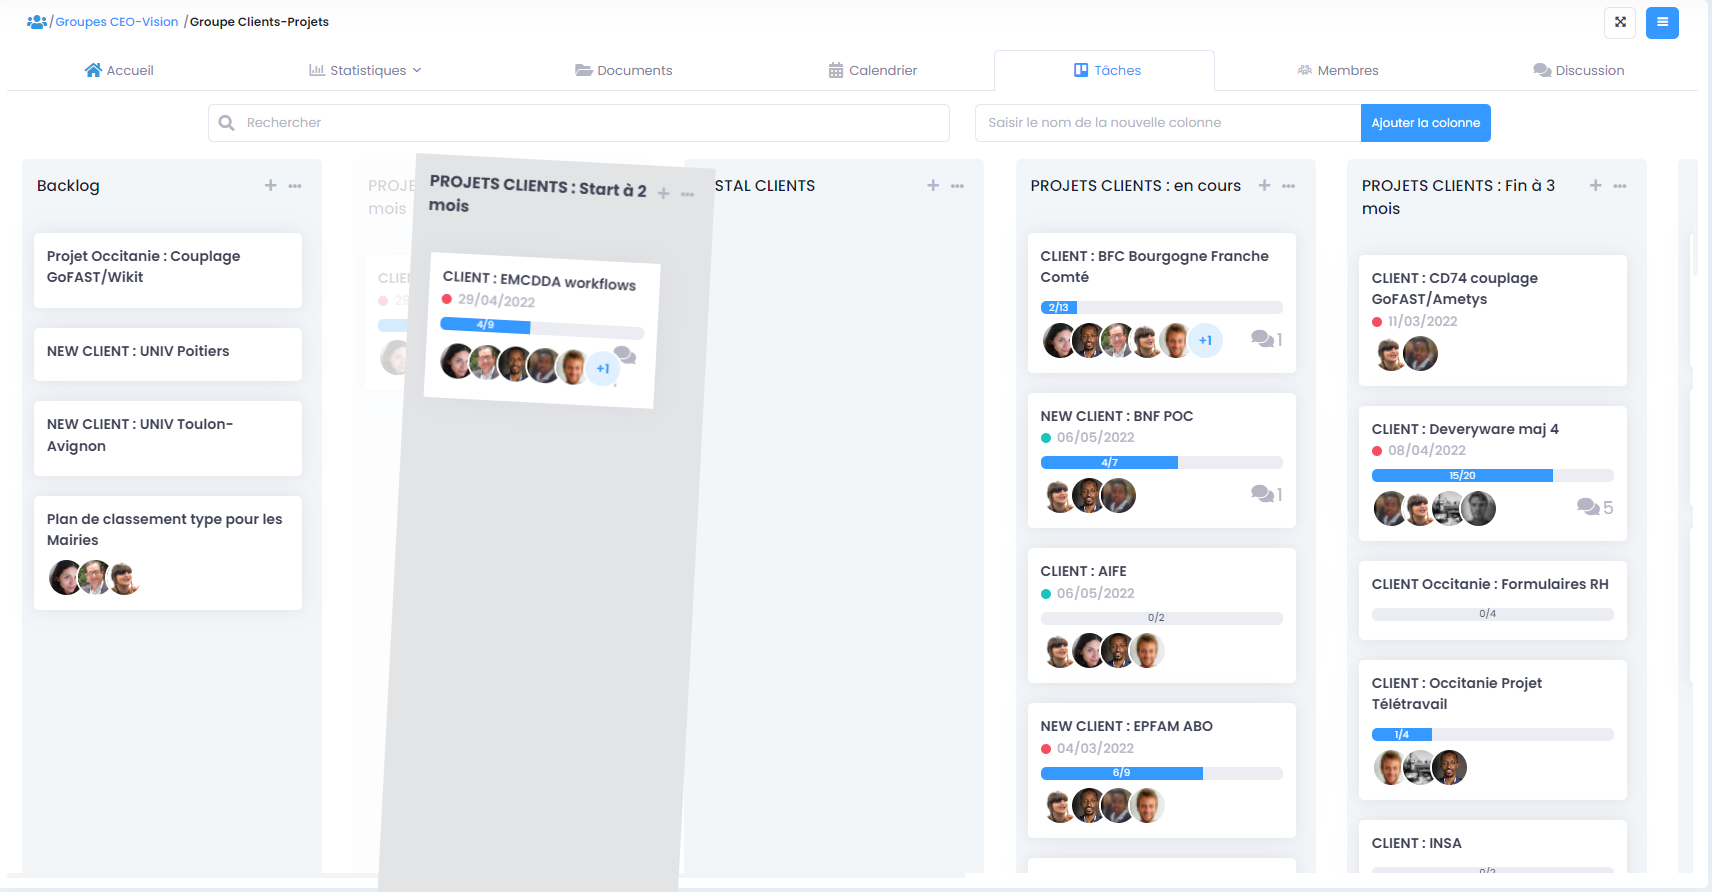 /Groupes CEO-Vision /Groupe Clients-Projets
Accueil
Statistiques
Documents
Calendrier
Tâches
Membres
Discussion
Rechercher
Saisir le nom de la nouvelle colonne
Ajouter la colonne
Backlog
Projet Occitanie : Couplage
GoFAST/Wikit
NEW CLIENT : UNIV Poitiers
NEW CLIENT : UNIV Toulon-
Avignon
Plan de classement type pour les
Mairies
PROJE
mois
CLIE
29
PROJETS CLIENTS : Start à 2
mois
CLIENT : EMCDDA workflows
29/04/2022
4/9
+1
STAL CLIENTS
PROJETS CLIENTS : en cours
CLIENT : BFC Bourgogne Franche
Comté
2/13
+1
1
NEW CLIENT : BNF POC
06/05/2022
4/7
1
CLIENT : AIFE
06/05/2022
0/2
NEW CLIENT : EPFAM ABO
04/03/2022
6/9
PROJETS CLIENTS : Fin à 3
mois
CLIENT : CD74 couplage
GoFAST/Ametys
11/03/2022
CLIENT : Deveryware maj 4
08/04/2022
15/20
5
CLIENT Occitanie : Formulaires RH
0/4
CLIENT : Occitanie Projet
Télétravail
1/4
CLIENT : INSA